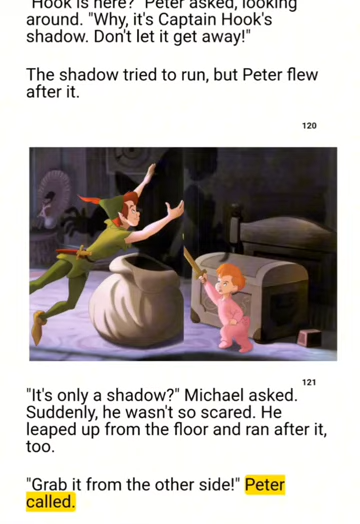 "Hook is here?" Peter asked, looking
around. "Why, it's Captain Hook's
shadow. Don't let it get away!"
The shadow tried to run, but Peter flew
after it.
120
121
"It's only a shadow?" Michael asked.
Suddenly, he wasn't so scared. He
leaped up from the floor and ran after it,
too.
"Grab it from the other side!" Peter
called.